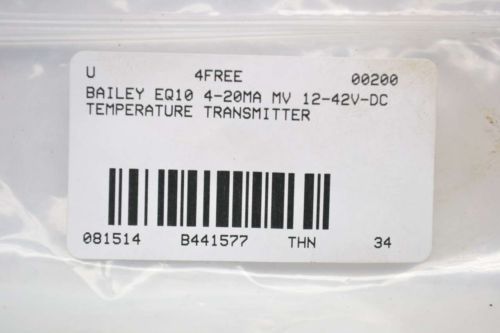 U 4FREE 00200
BAILEY EQ10 4-20MA MV 12-42V-DC
TEMPERATURE TRANSMITTER
081514 B441577 THN 34